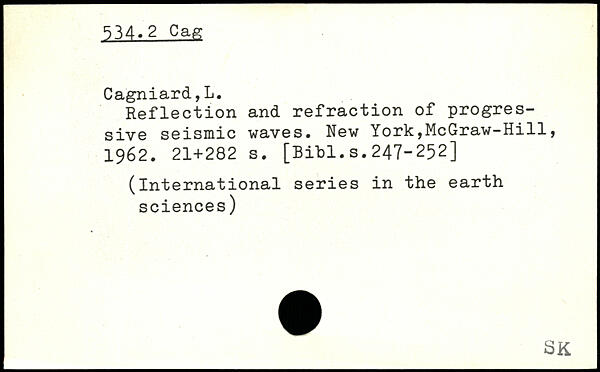 534.2 Cag
Cagniard,L.
Reflection and refraction of progres-
sive seismic waves. New York,McGraw-Hill,
1962. 21+282 s. [Bibl.s.247-252]
(International series in the earth
sciences)
SK